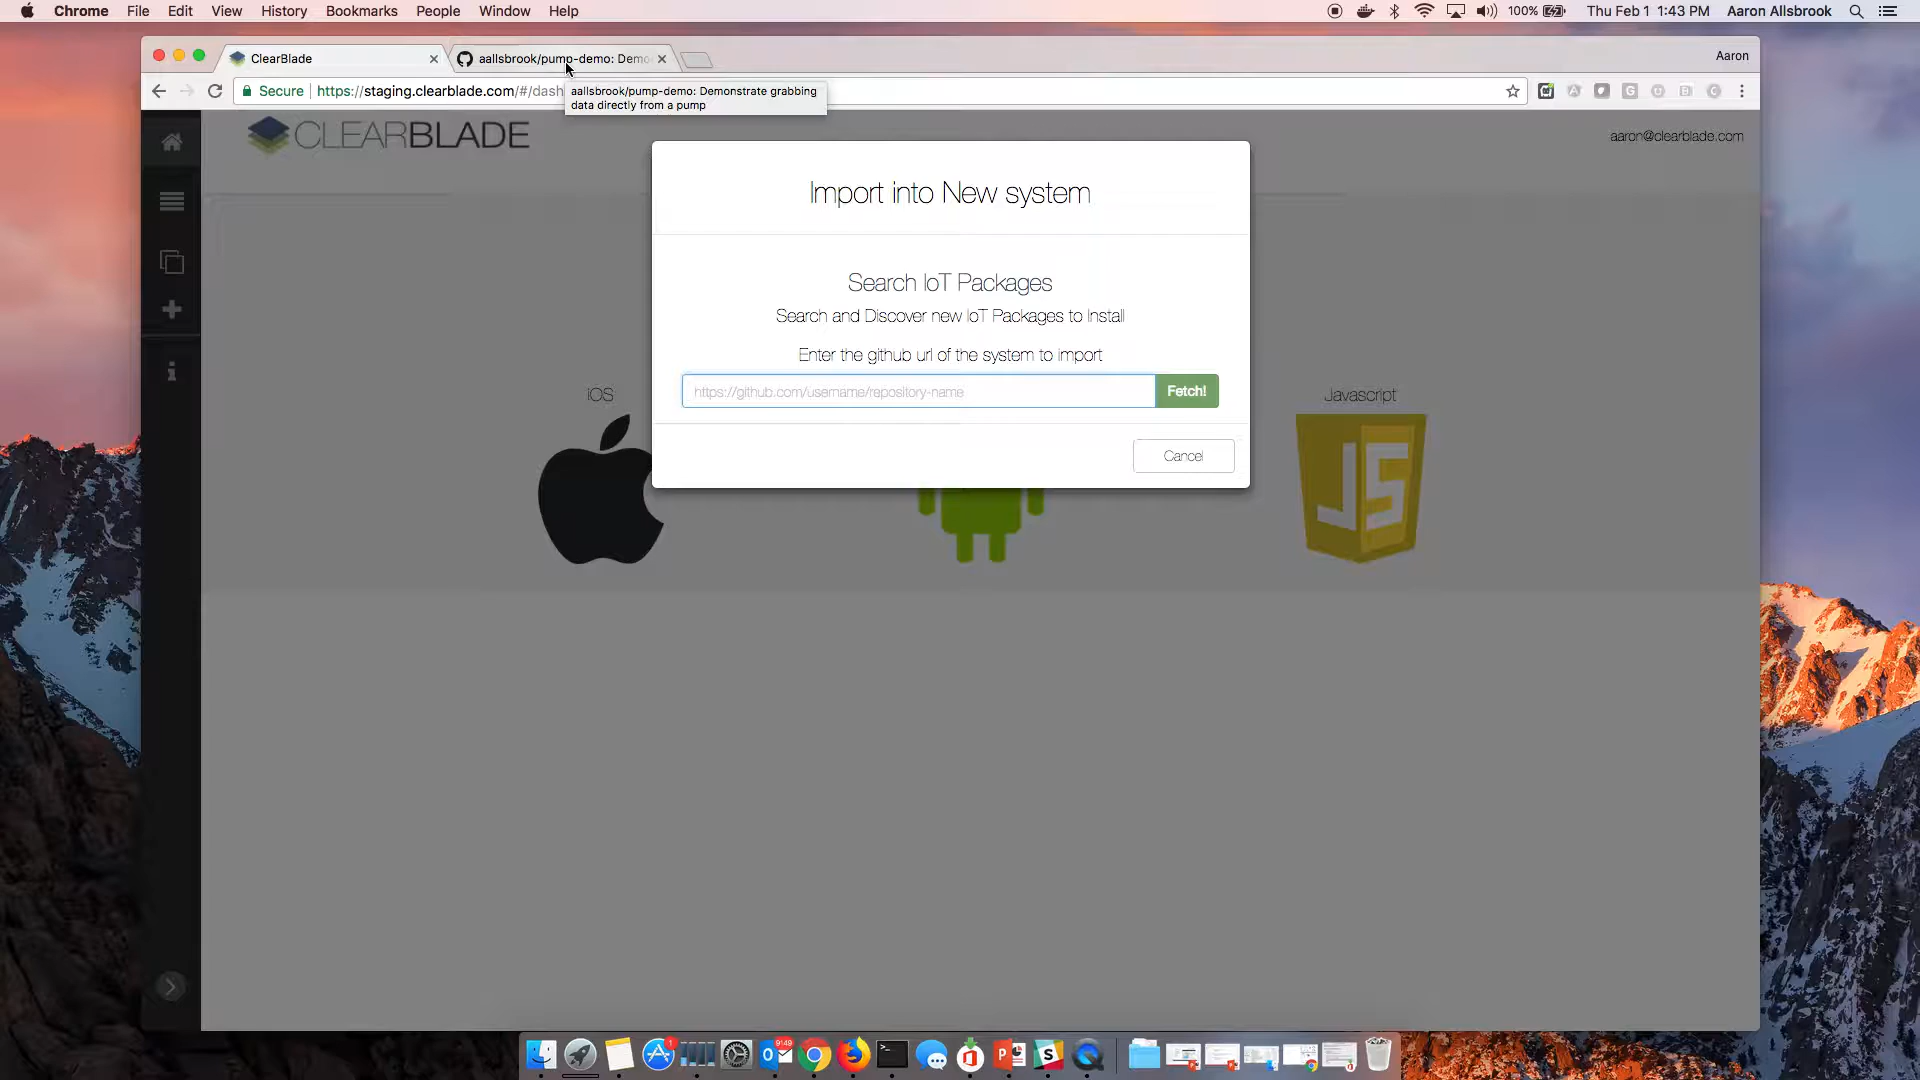 Chrome File Edit View History Bookmarks People Window Help 100% Thu Feb 1 1:43 PM Aaron Allsbrook
ClearBlade
aallsbrook/pump-demo: Demo
Aaron
Secure https://staging.clearblade.com/#/dash
aallsbrook/pump-demo: Demonstrate grabbing
data directly from a pump
CLEARBLADE
aaron@clearblade.com
Import into New system
Search IoT Packages
Search and Discover new IoT Packages to Install
Enter the github url of the system to import
https://github.com/username/repository-name
Fetch!
iOS
Javascript
Cancel
JS
9149
1